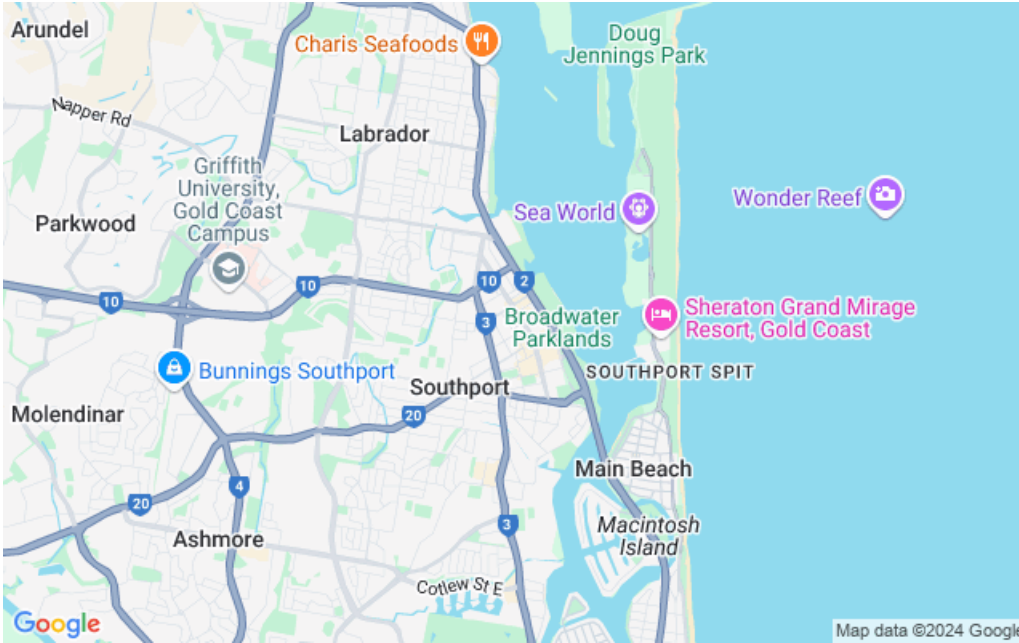 Arundel
Charis Seafoods
Doug
Jennings Park
Napper Rd
Labrador
Griffith
University,
Gold Coast
Campus
Parkwood
Sea World
Wonder Reef
10
10
10
2
3
Broadwater
Parklands
Sheraton Grand Mirage
Resort, Gold Coast
Bunnings Southport
SOUTHPORT SPIT
Southport
Molendinar
20
Main Beach
4
20
3
Macintosh
Island
Ashmore
Cotlew St E
Google
Map data ©2024 Google